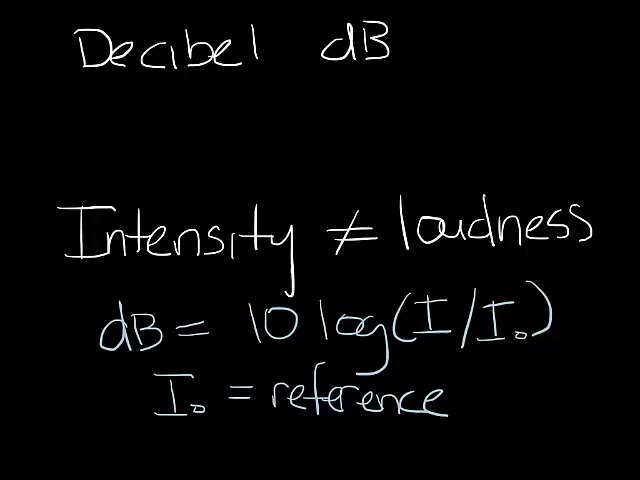 Decibel dB
Intensity ≠ loudness
dB = 10 log(I/I₀)
I₀ = reference